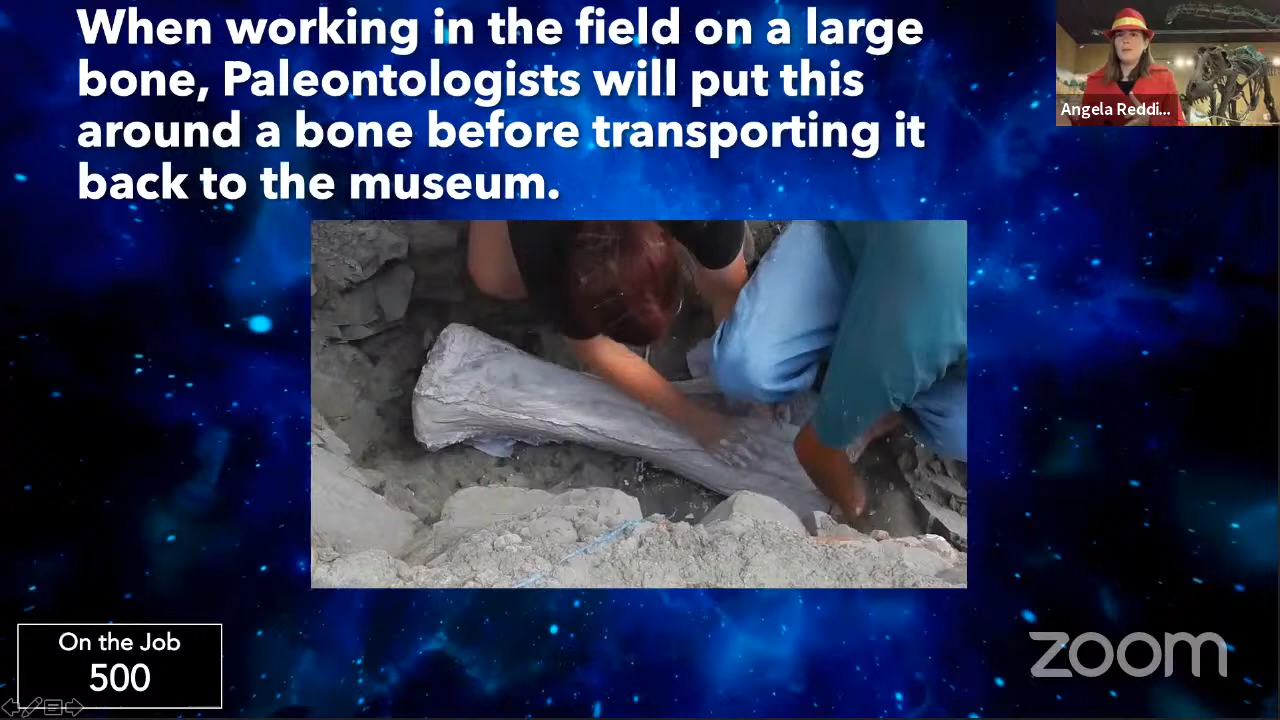 When working in the field on a large
bone, Paleontologists will put this
around a bone before transporting it
back to the museum.
Angela Reddi...
On the Job
500
zoom